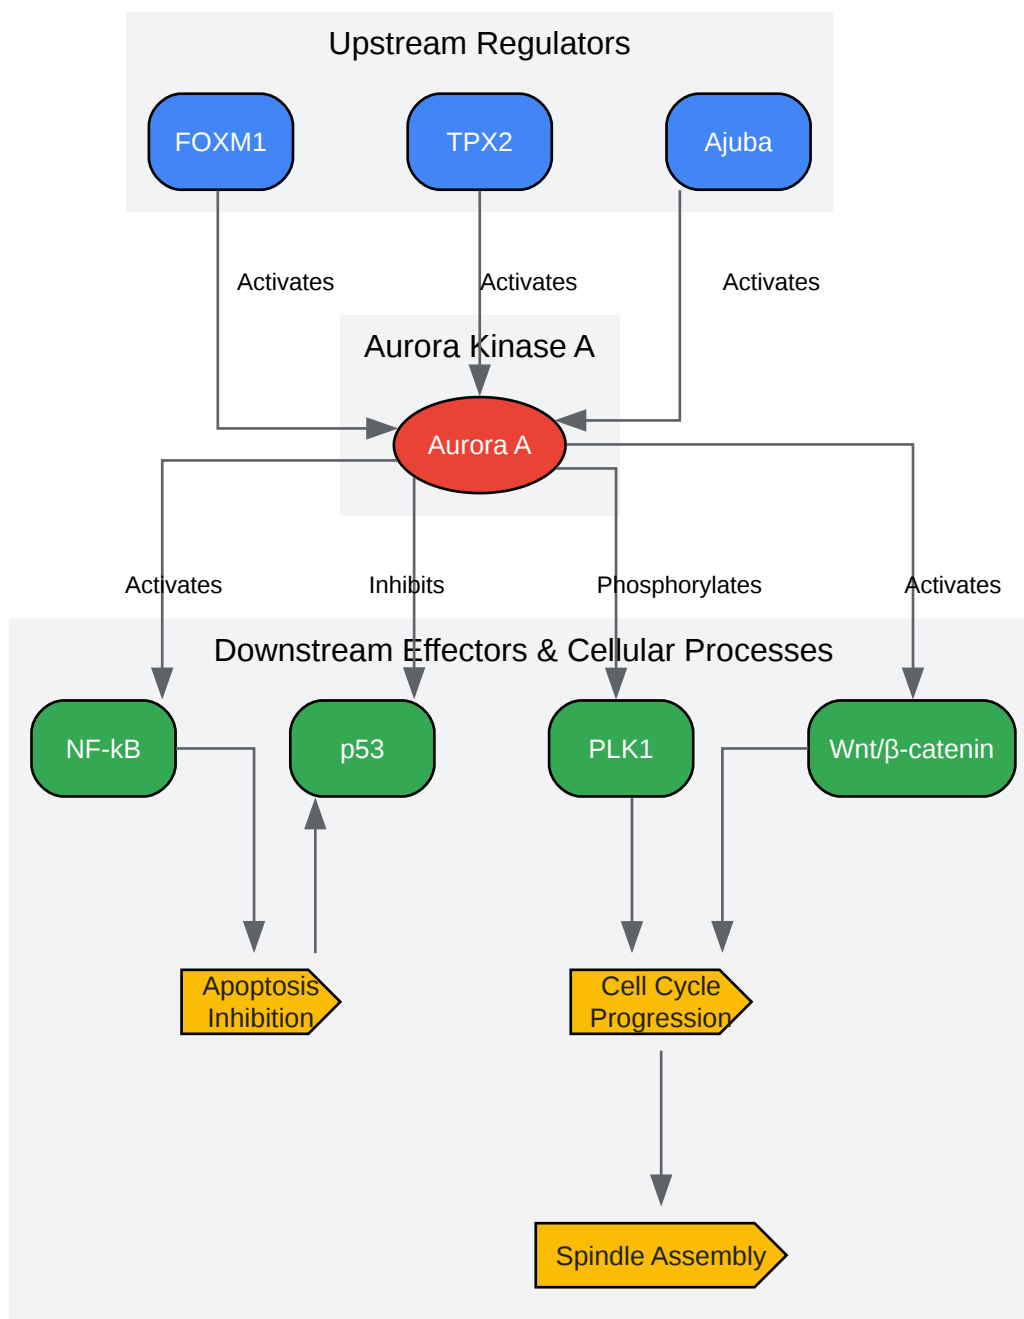 Upstream Regulators
FOXM1
TPX2
Ajuba
Activates
Activates
Activates
Aurora Kinase A
Aurora A
Activates
Inhibits
Phosphorylates
Activates
Downstream Effectors & Cellular Processes
NF-kB
p53
PLK1
Wnt/β-catenin
Apoptosis
Inhibition
Cell Cycle
Progression
Spindle Assembly